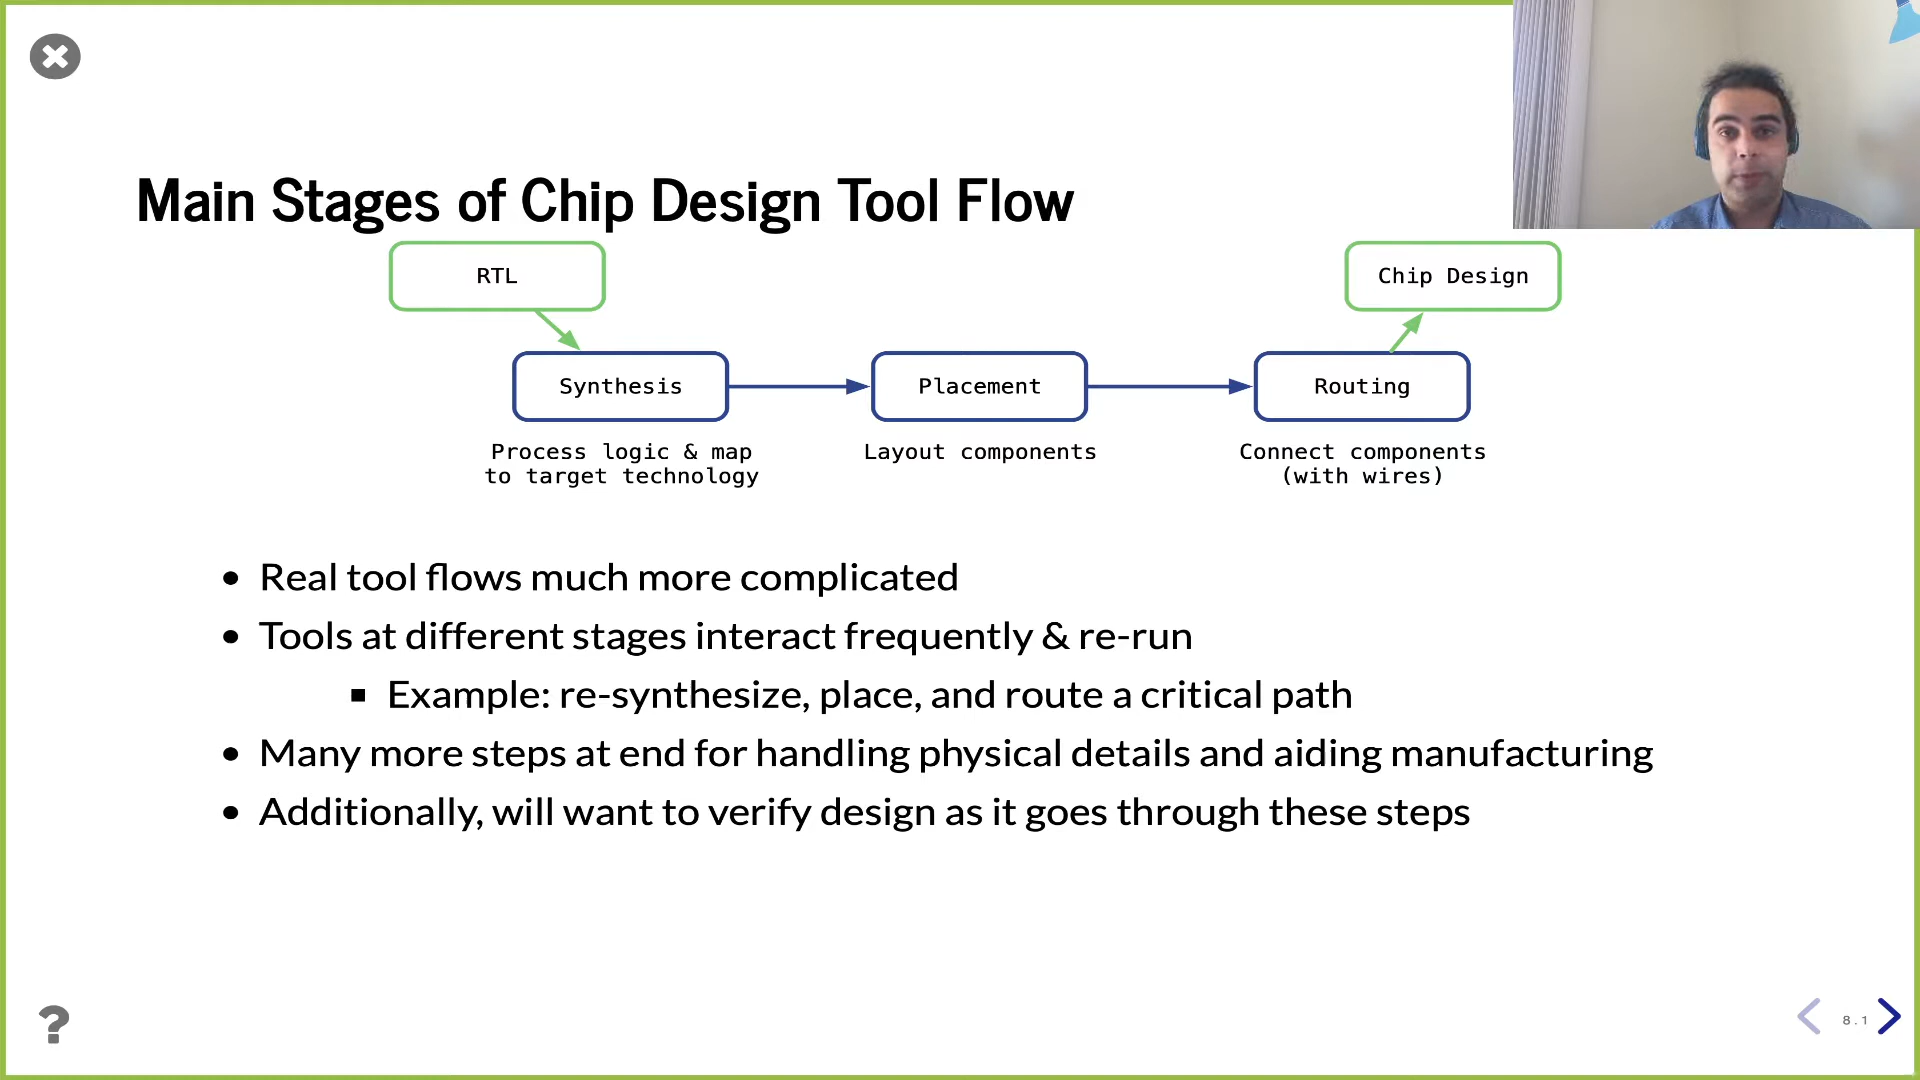 Main Stages of Chip Design Tool Flow
RTL
Chip Design
Synthesis
Placement
Routing
Process logic & map
to target technology
Layout components
Connect components
(with wires)
Real tool flows much more complicated
Tools at different stages interact frequently & re-run
Example: re-synthesize, place, and route a critical path
Many more steps at end for handling physical details and aiding manufacturing
Additionally, will want to verify design as it goes through these steps
?
8.1